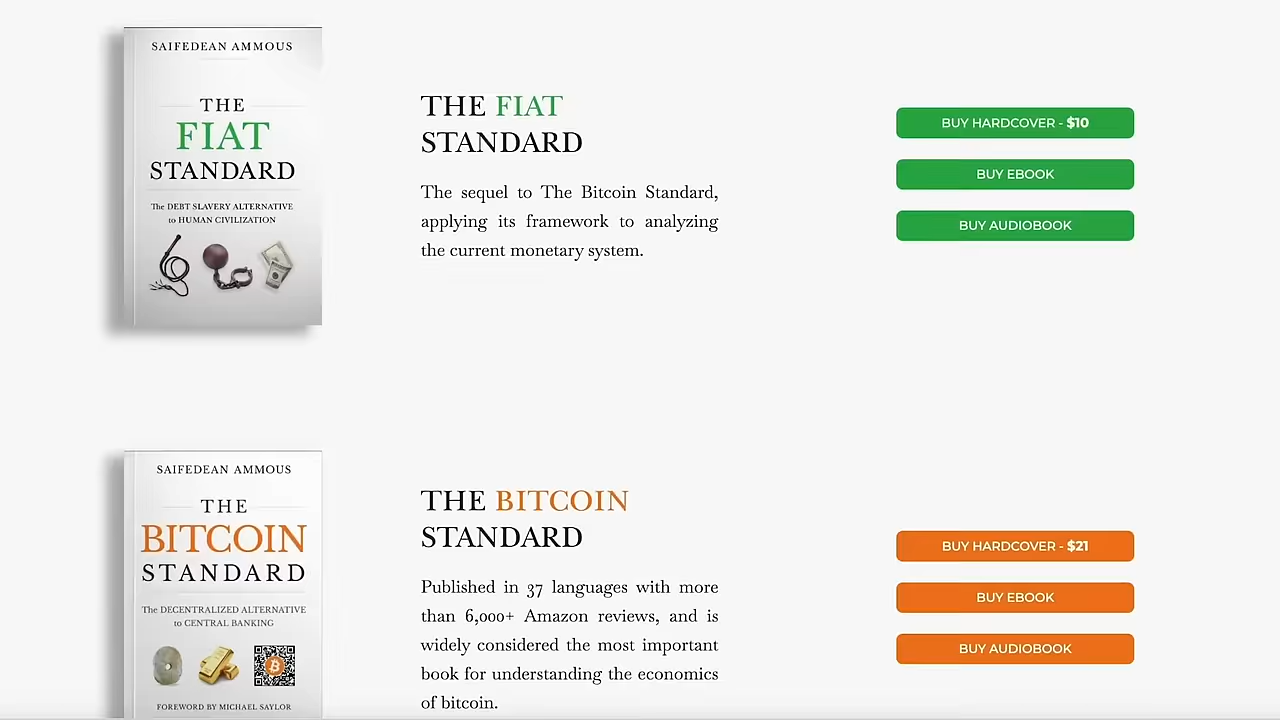 SAIFEDEAN AMMOUS
THE
FIAT
STANDARD
The DEBT SLAVERY ALTERNATIVE
to HUMAN CIVILIZATION
THE FIAT
STANDARD
The sequel to The Bitcoin Standard,
applying its framework to analyzing
the current monetary system.
BUY HARDCOVER - $10
BUY EBOOK
BUY AUDIOBOOK
SAIFEDEAN AMMOUS
THE
BITCOIN
STANDARD
The DECENTRALIZED ALTERNATIVE
to CENTRAL BANKING
FOREWORD BY MICHAEL SAYLOR
THE BITCOIN
STANDARD
Published in 37 languages with more
than 6,000+ Amazon reviews, and is
widely considered the most important
book for understanding the economics
of bitcoin.
BUY HARDCOVER - $21
BUY EBOOK
BUY AUDIOBOOK